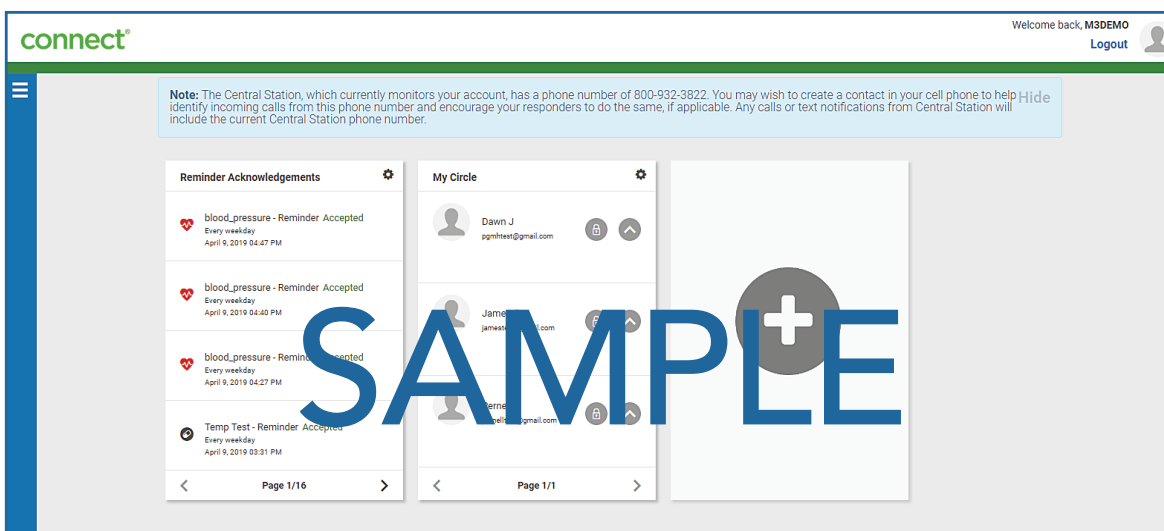 connect®
Welcome back, M3DEMO
Logout
Note: The Central Station, which currently monitors your account, has a phone number of 800-932-3822. You may wish to create a contact in your cell phone to help
identify incoming calls from this phone number and encourage your responders to do the same, if applicable. Any calls or text notifications from Central Station will
include the current Central Station phone number.
Hide
Reminder Acknowledgements
blood_pressure - Reminder Accepted
Every weekday
April 9, 2019 04:47 PM
blood_pressure - Reminder Accepted
Every weekday
April 9, 2019 04:40 PM
blood_pressure - Reminder Accepted
Every weekday
April 9, 2019 04:27 PM
Temp Test - Reminder Accepted
Every weekday
April 9, 2019 03:31 PM
Page 1/16
My Circle
Dawn J
pgmhtest@gmail.com
Page 1/1
SAMPLE